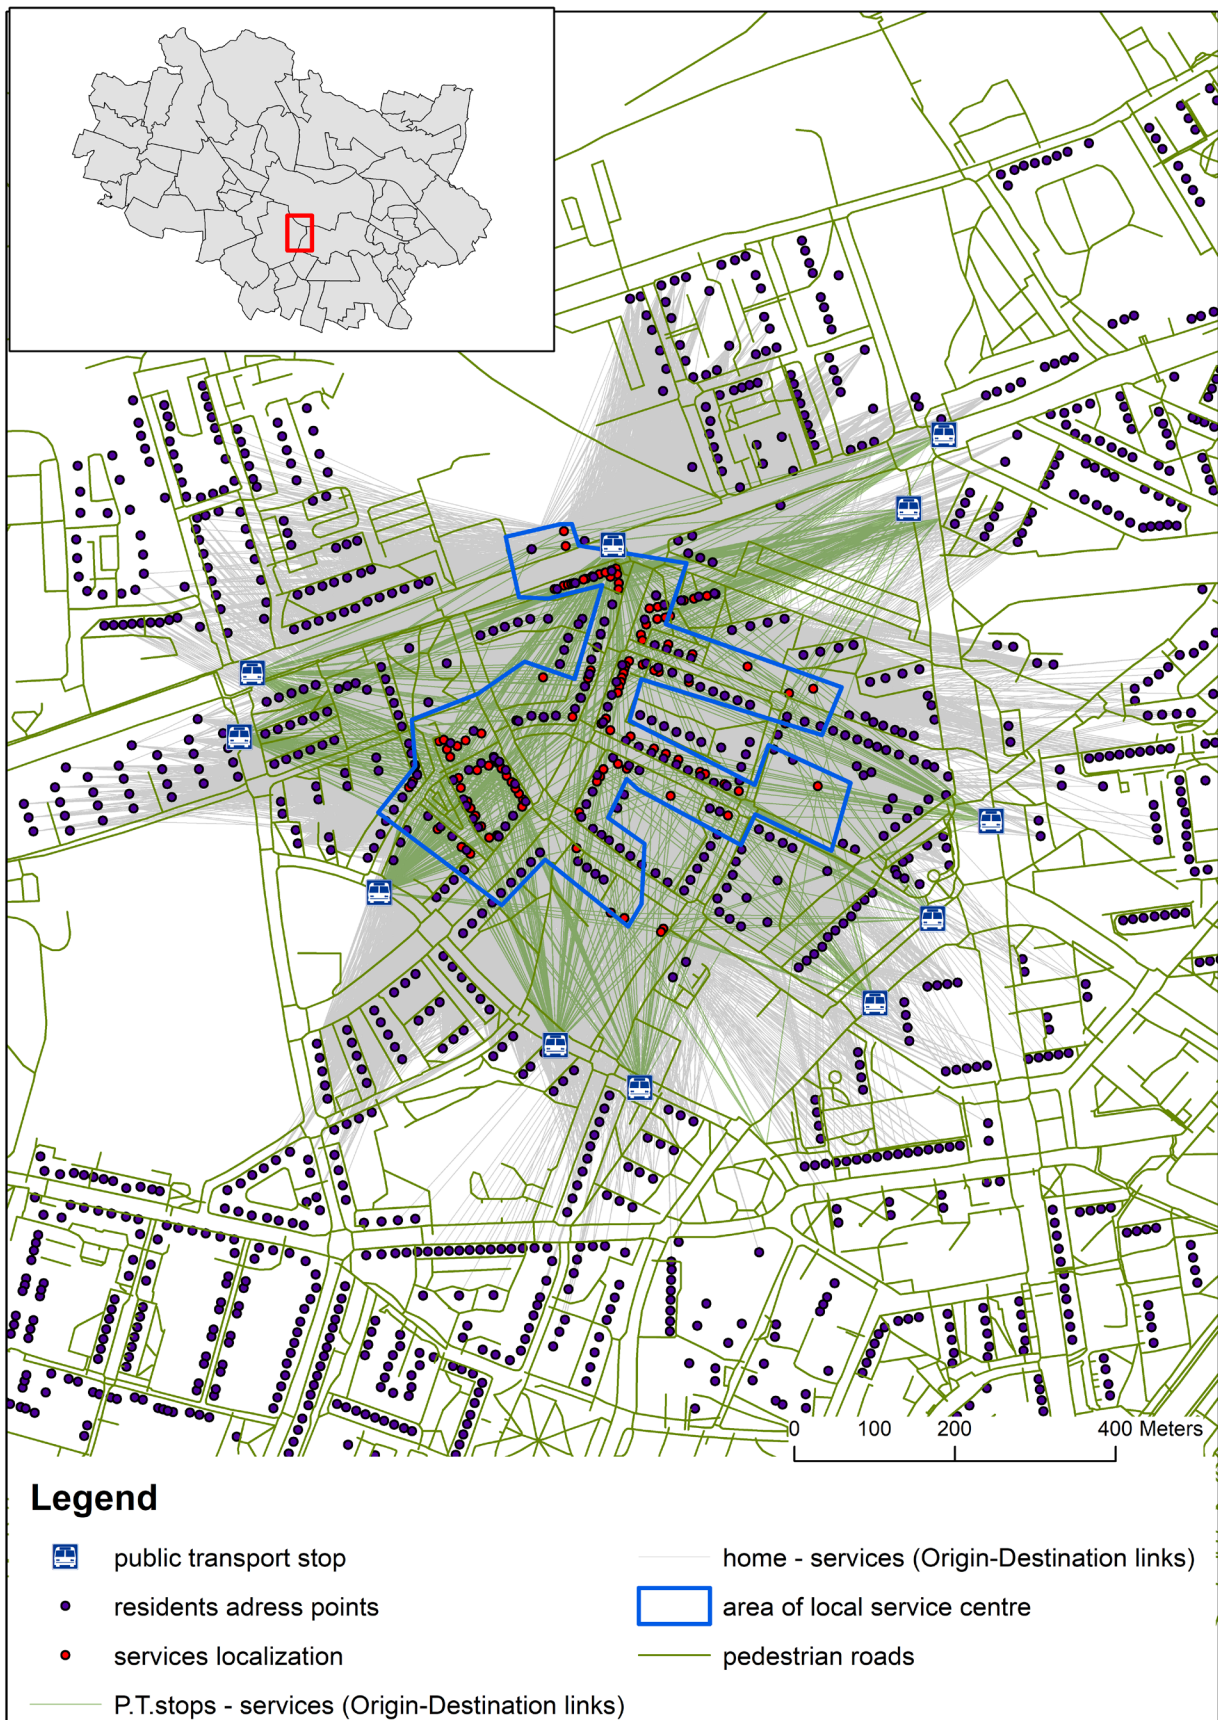 0 100 200 400 Meters
Legend
public transport stop
home - services (Origin-Destination links)
residents adress points
area of local service centre
services localization
pedestrian roads
P.T.stops - services (Origin-Destination links)